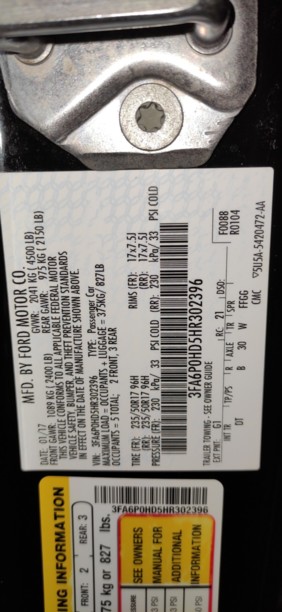 MFD. BY FORD MOTOR CO.
DATE: 01/17 GVWR: 2041 KG ( 4500 LB)
FRONT GAWR: 1089 KG ( 2400 LB) REAR GAWR: 975 KG ( 2150 LB)
THIS VEHICLE CONFORMS TO ALL APPLICABLE FEDERAL MOTOR
VEHICLE SAFETY, BUMPER, AND THEFT PREVENTION STANDARDS
IN EFFECT ON THE DATE OF MANUFACTURE SHOWN ABOVE.
VIN: 3FA6P0HD5HR302396 TYPE: Passenger Car
MAXIMUM LOAD = OCCUPANTS + LUGGAGE = 375KG/ 827LB
OCCUPANTS = 5 TOTAL: 2 FRONT, 3 REAR
TIRE (FR): 235/50R17 96H RIMS (FR): 17x7.5J
(RR): 235/50R17 96H (RR): 17x7.5J
PRESSURE (FR): 230 kPa/ 33 PSI COLD (RR): 230 kPa/ 33 PSI COLD
3FA6P0HD5HR302396
F0088
R0104
TRAILER TOWING - SEE OWNER GUIDE
EXT PNT: G1 RC: 21 DSO:
INT TR TP/PS R AXLE TR SPR
DT B 30 W FFGG
CMC 5U5A-5420472-AA
3FA6P0HD5HR302396
ING INFORMATION
FRONT: 2 REAR: 3
75 kg or 827 lbs.
SEE OWNERS
MANUAL FOR
ADDITIONAL
INFORMATION
PSI
PSI